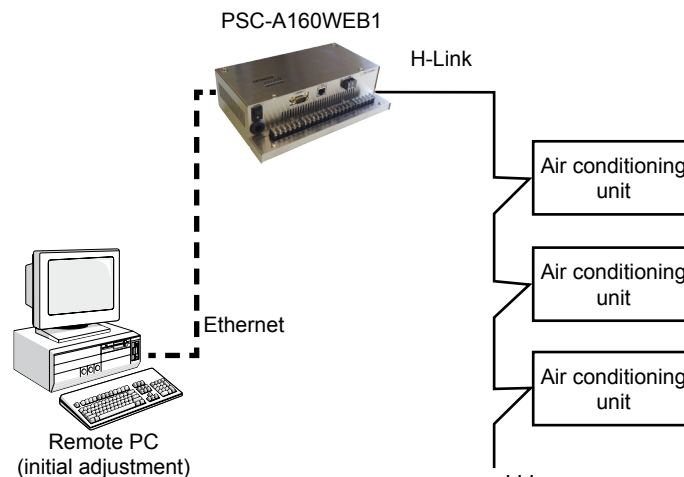 PSC-A160WEB1
H-Link
Air conditioning
unit
Air conditioning
unit
Ethernet
Air conditioning
unit
Remote PC
(initial adjustment)